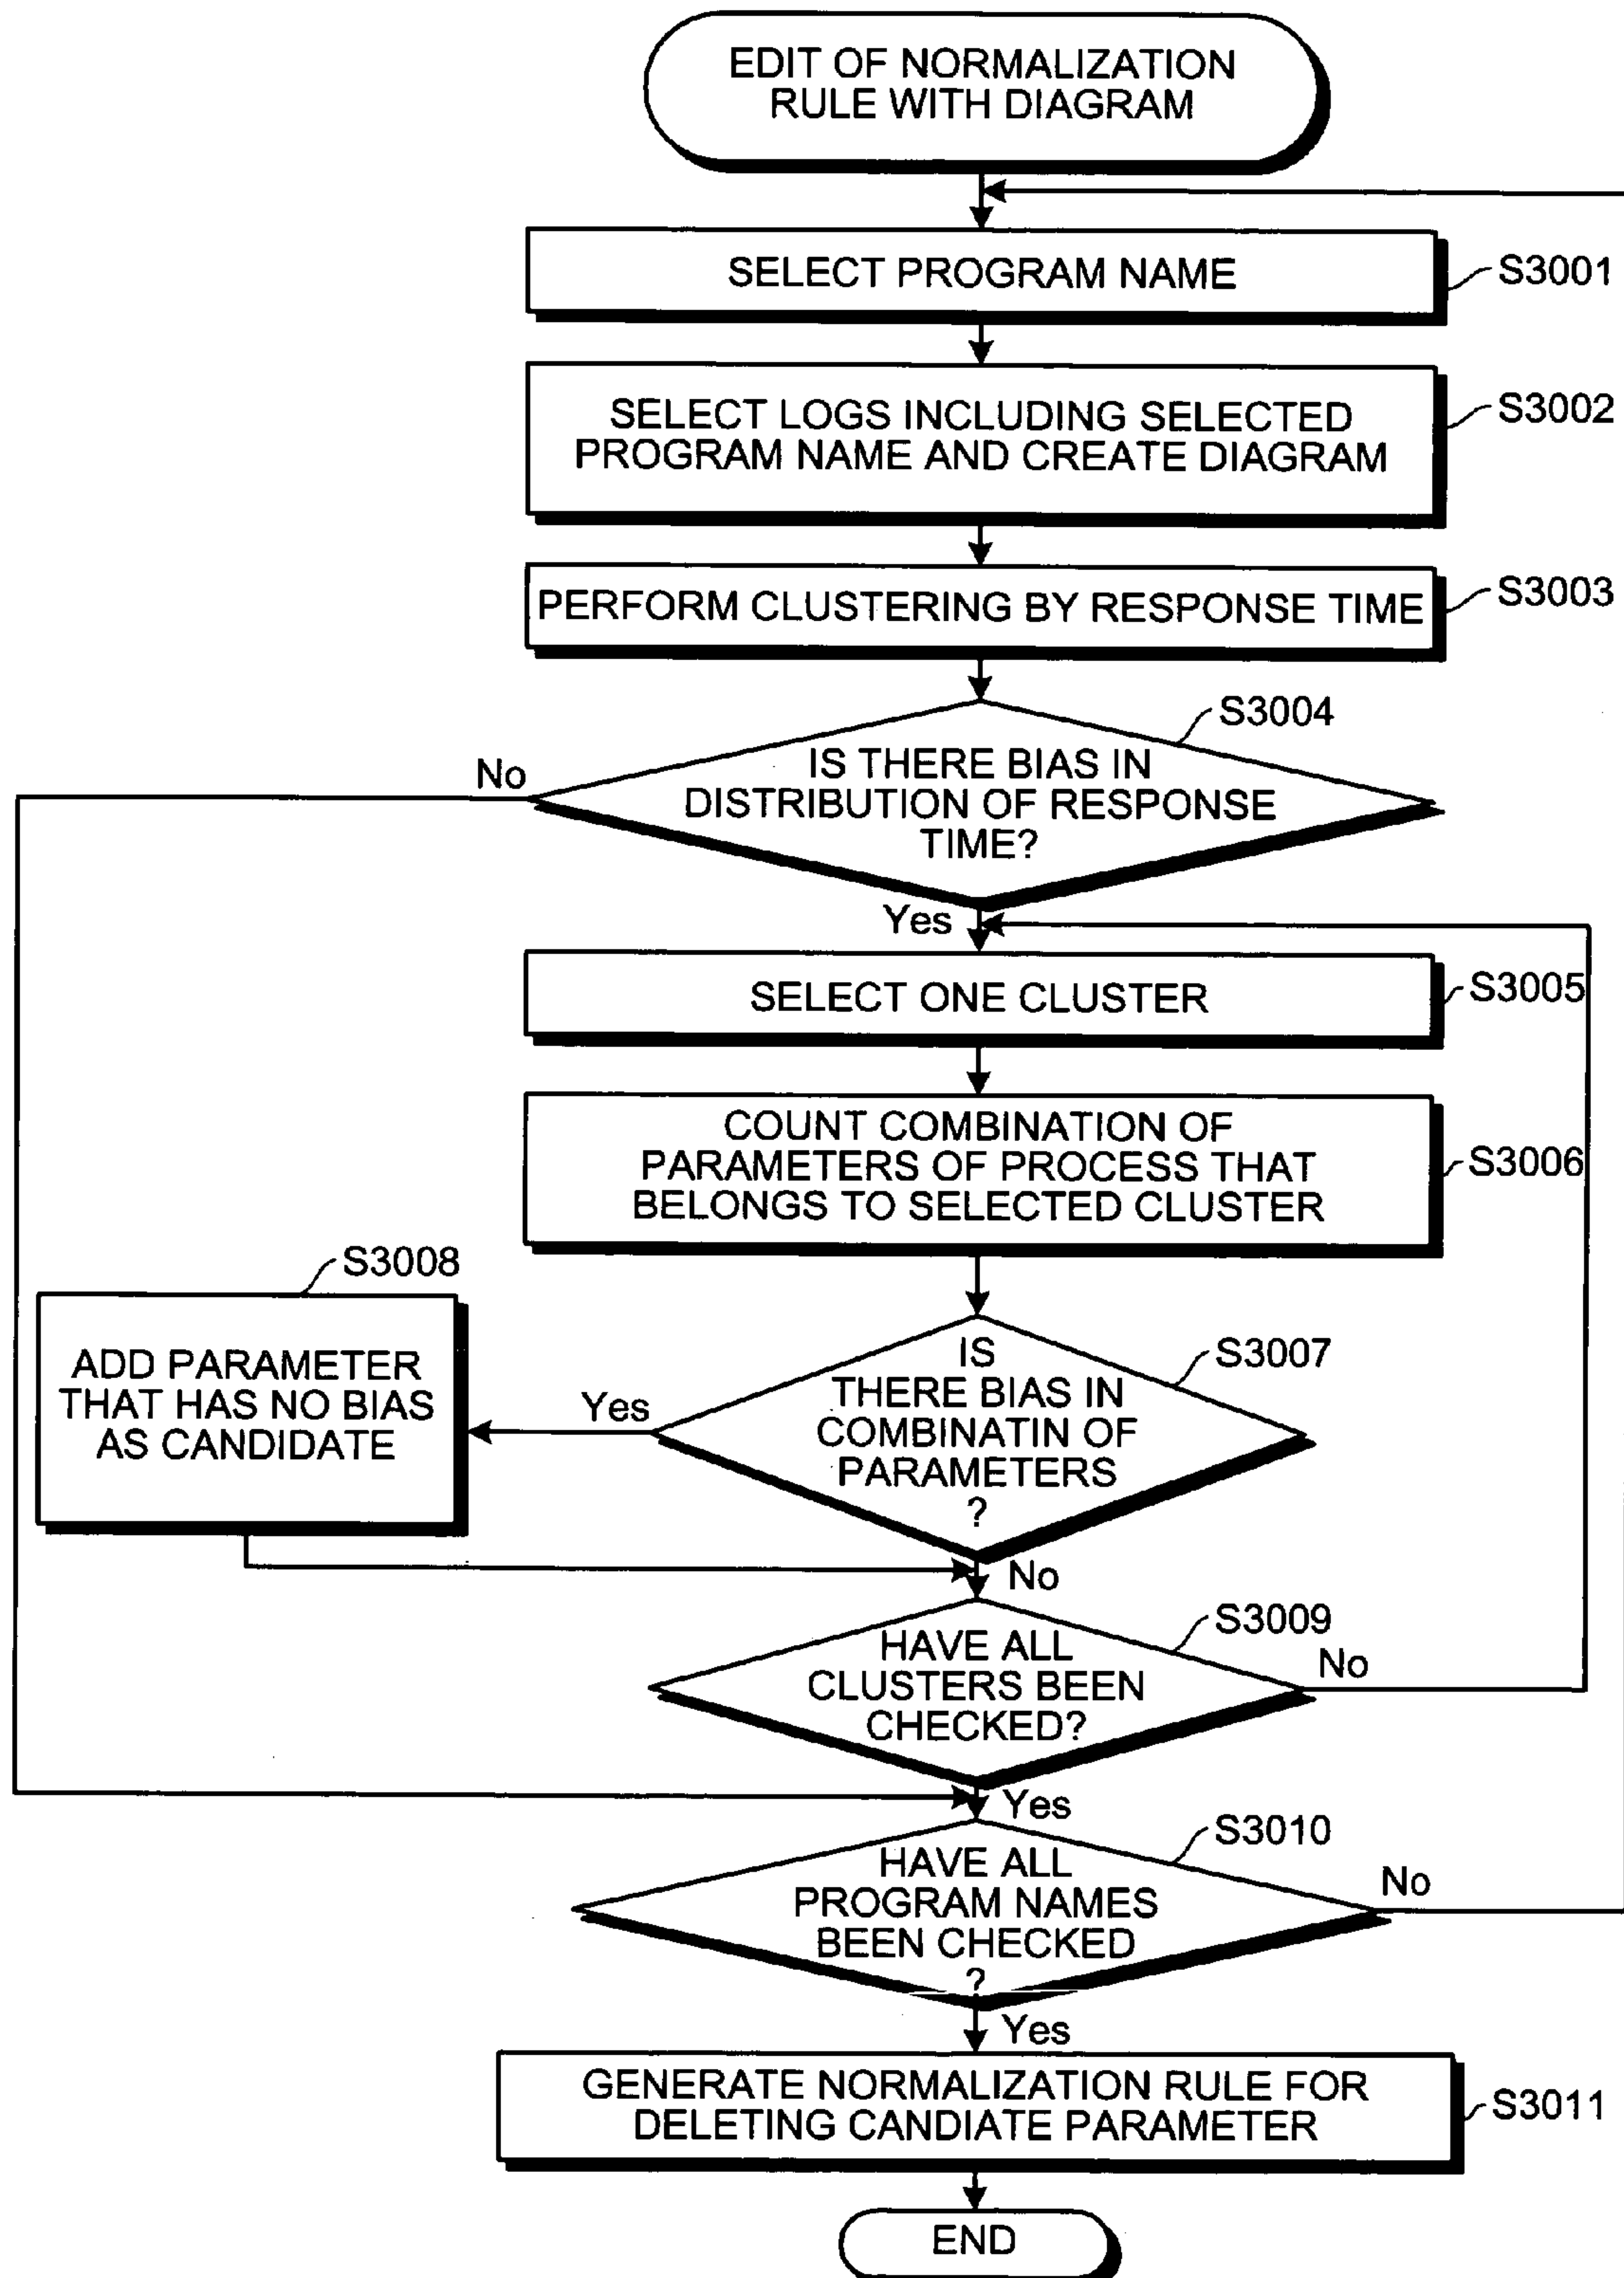 EDIT OF NORMALIZATION
RULE WITH DIAGRAM
SELECT PROGRAM NAME
S3001
SELECT LOGS INCLUDING SELECTED
PROGRAM NAME AND CREATE DIAGRAM
S3002
PERFORM CLUSTERING BY RESPONSE TIME
S3003
S3004
IS THERE BIAS IN
DISTRIBUTION OF RESPONSE
TIME?
No
Yes
SELECT ONE CLUSTER
S3005
COUNT COMBINATION OF
PARAMETERS OF PROCESS THAT
BELONGS TO SELECTED CLUSTER
S3006
S3008
ADD PARAMETER
THAT HAS NO BIAS
AS CANDIDATE
Yes
IS
THERE BIAS IN
COMBINATIN OF
PARAMETERS
?
S3007
No
HAVE ALL
CLUSTERS BEEN
CHECKED?
S3009
No
Yes
HAVE ALL
PROGRAM NAMES
BEEN CHECKED
?
S3010
No
Yes
GENERATE NORMALIZATION RULE FOR
DELETING CANDIATE PARAMETER
S3011
END